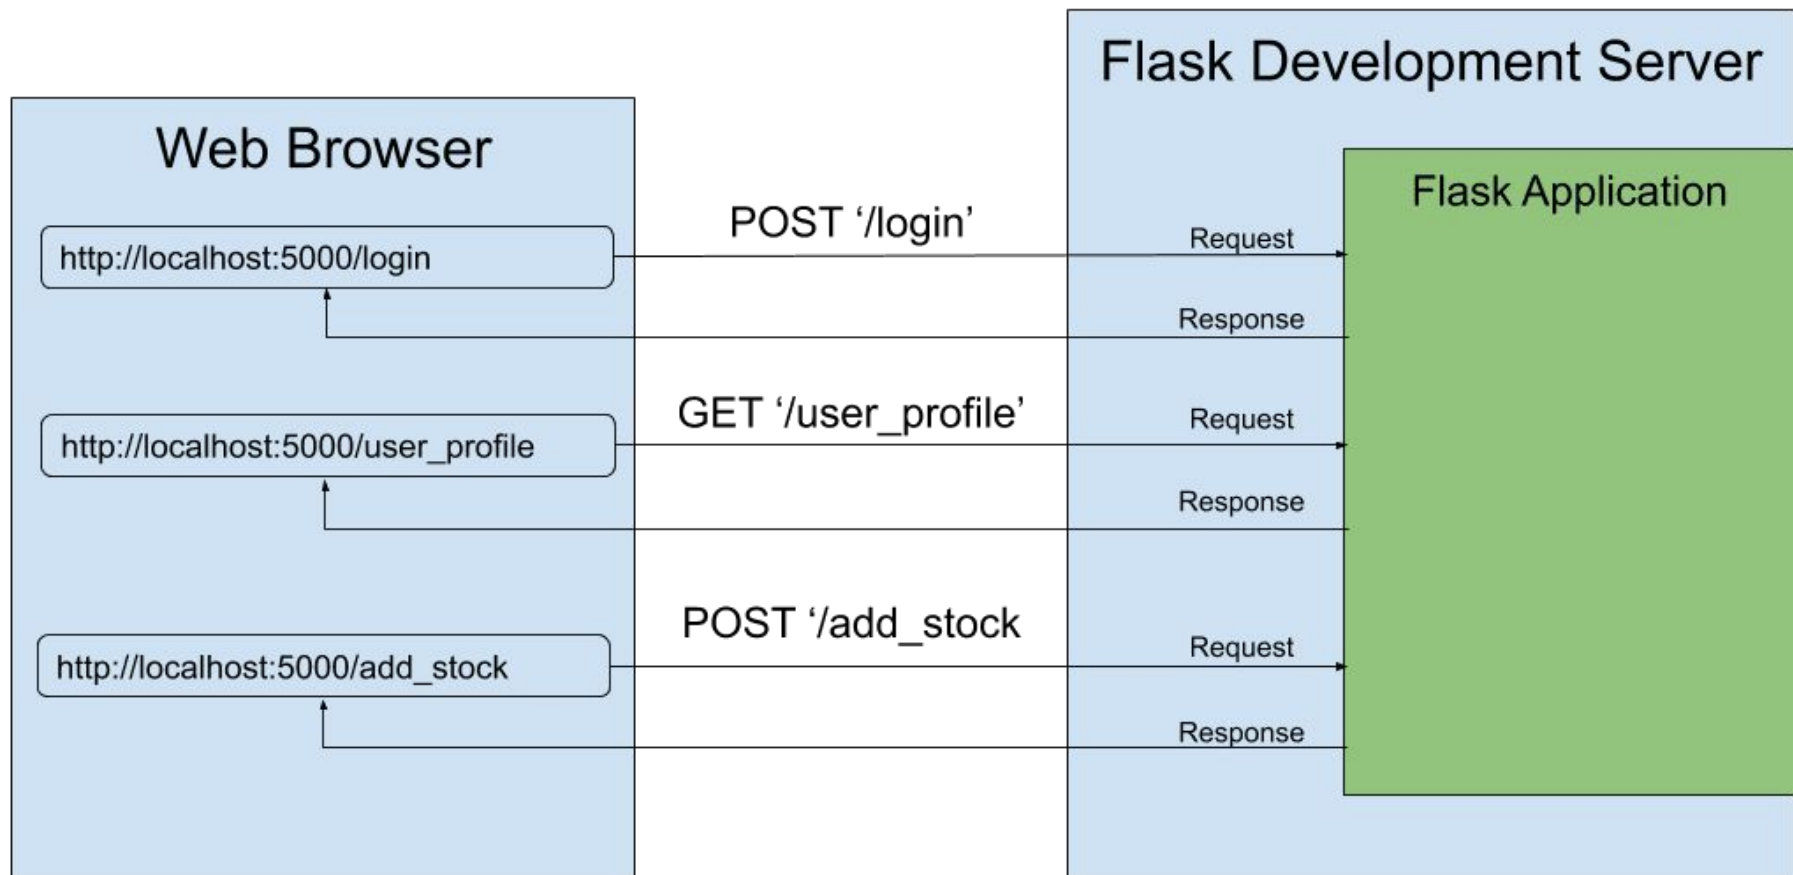 Flask Development Server
Web Browser
Flask Application
POST ‘/login’
http://localhost:5000/login
Request
Response
GET ‘/user_profile’
http://localhost:5000/user_profile
Request
Response
POST ‘/add_stock
http://localhost:5000/add_stock
Request
Response